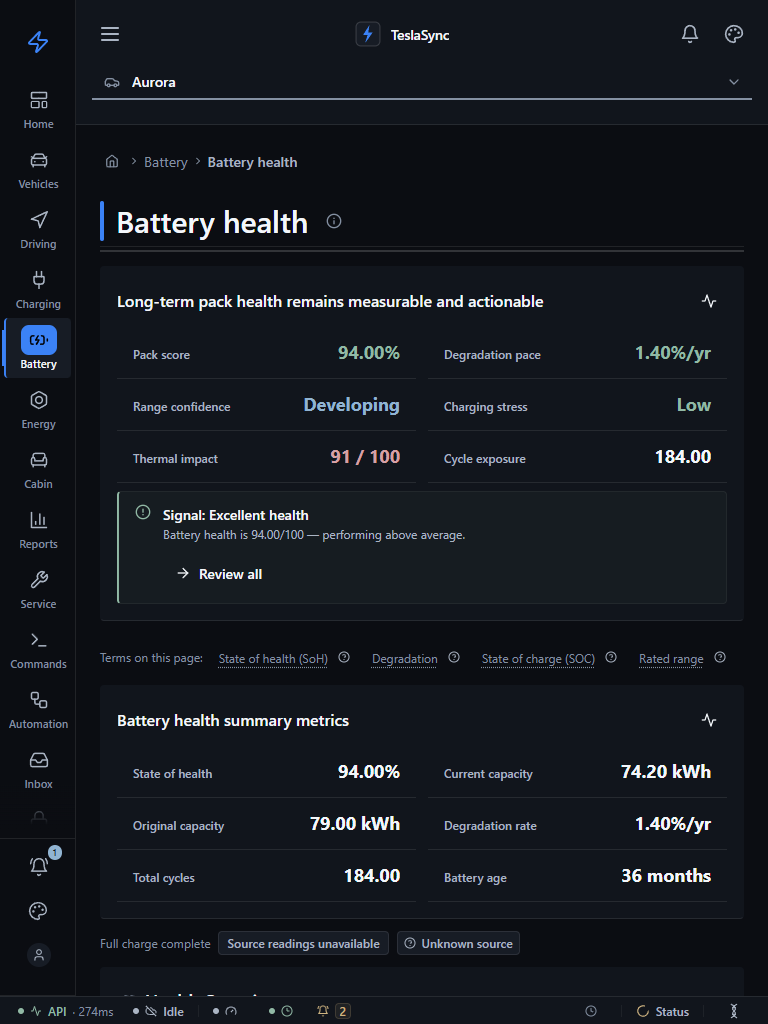 TeslaSync
Aurora
Home
Vehicles
Driving
Charging
Battery
Energy
Cabin
Reports
Service
Commands
Automation
Inbox
1
Battery
Battery health
Battery health
Long-term pack health remains measurable and actionable
Pack score 94.00%
Degradation pace 1.40%/yr
Range confidence Developing
Charging stress Low
Thermal impact 91 / 100
Cycle exposure 184.00
Signal: Excellent health
Battery health is 94.00/100 — performing above average.
Review all
Terms on this page: State of health (SoH) Degradation State of charge (SOC) Rated range
Battery health summary metrics
State of health 94.00%
Current capacity 74.20 kWh
Original capacity 79.00 kWh
Degradation rate 1.40%/yr
Total cycles 184.00
Battery age 36 months
Full charge complete Source readings unavailable Unknown source
API · 274ms Idle 2 Status